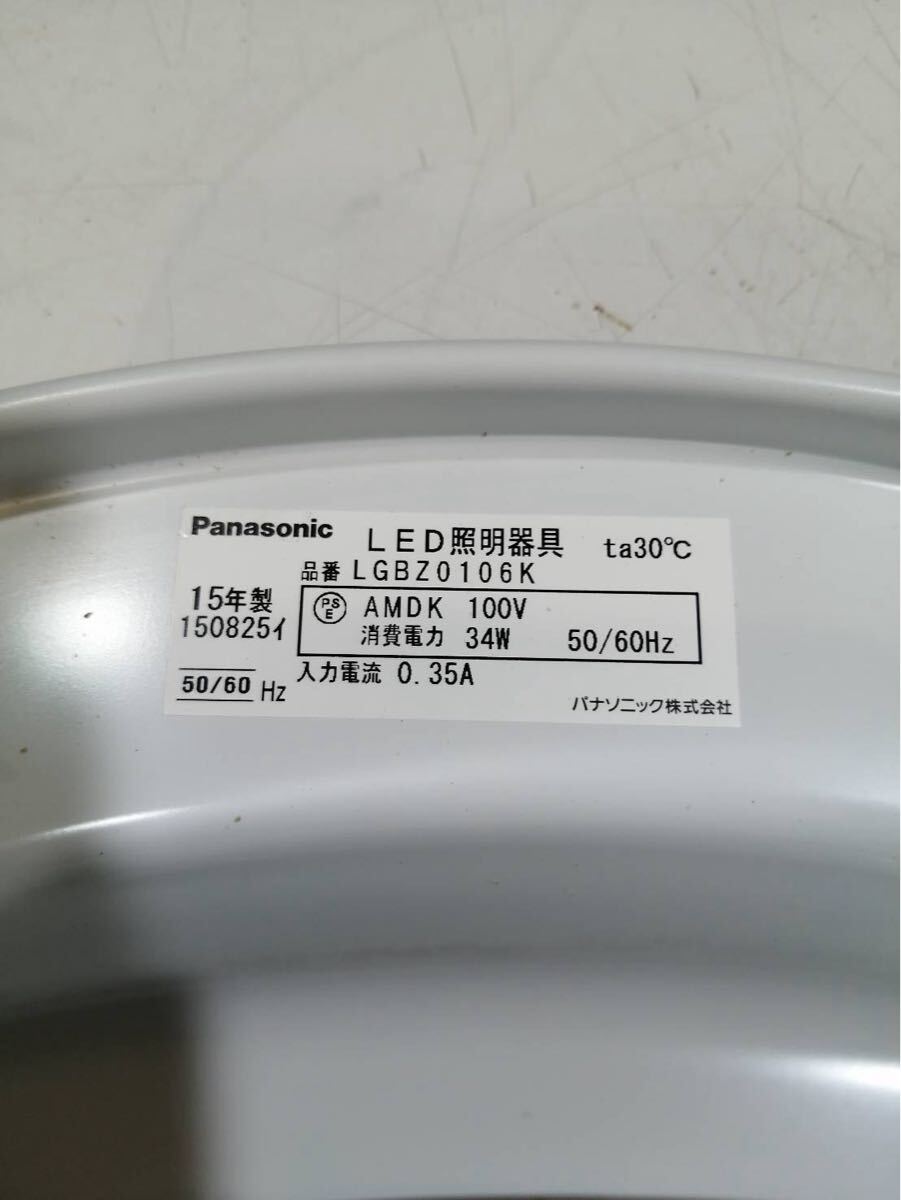 Panasonic LED照明器具 ta30℃
品番 LGBZ0106K
15年製
150825ｲ
50/60 Hz
PSE AMDK 100V
消費電力 34W 50/60Hz
入力電流 0.35A
パナソニック株式会社